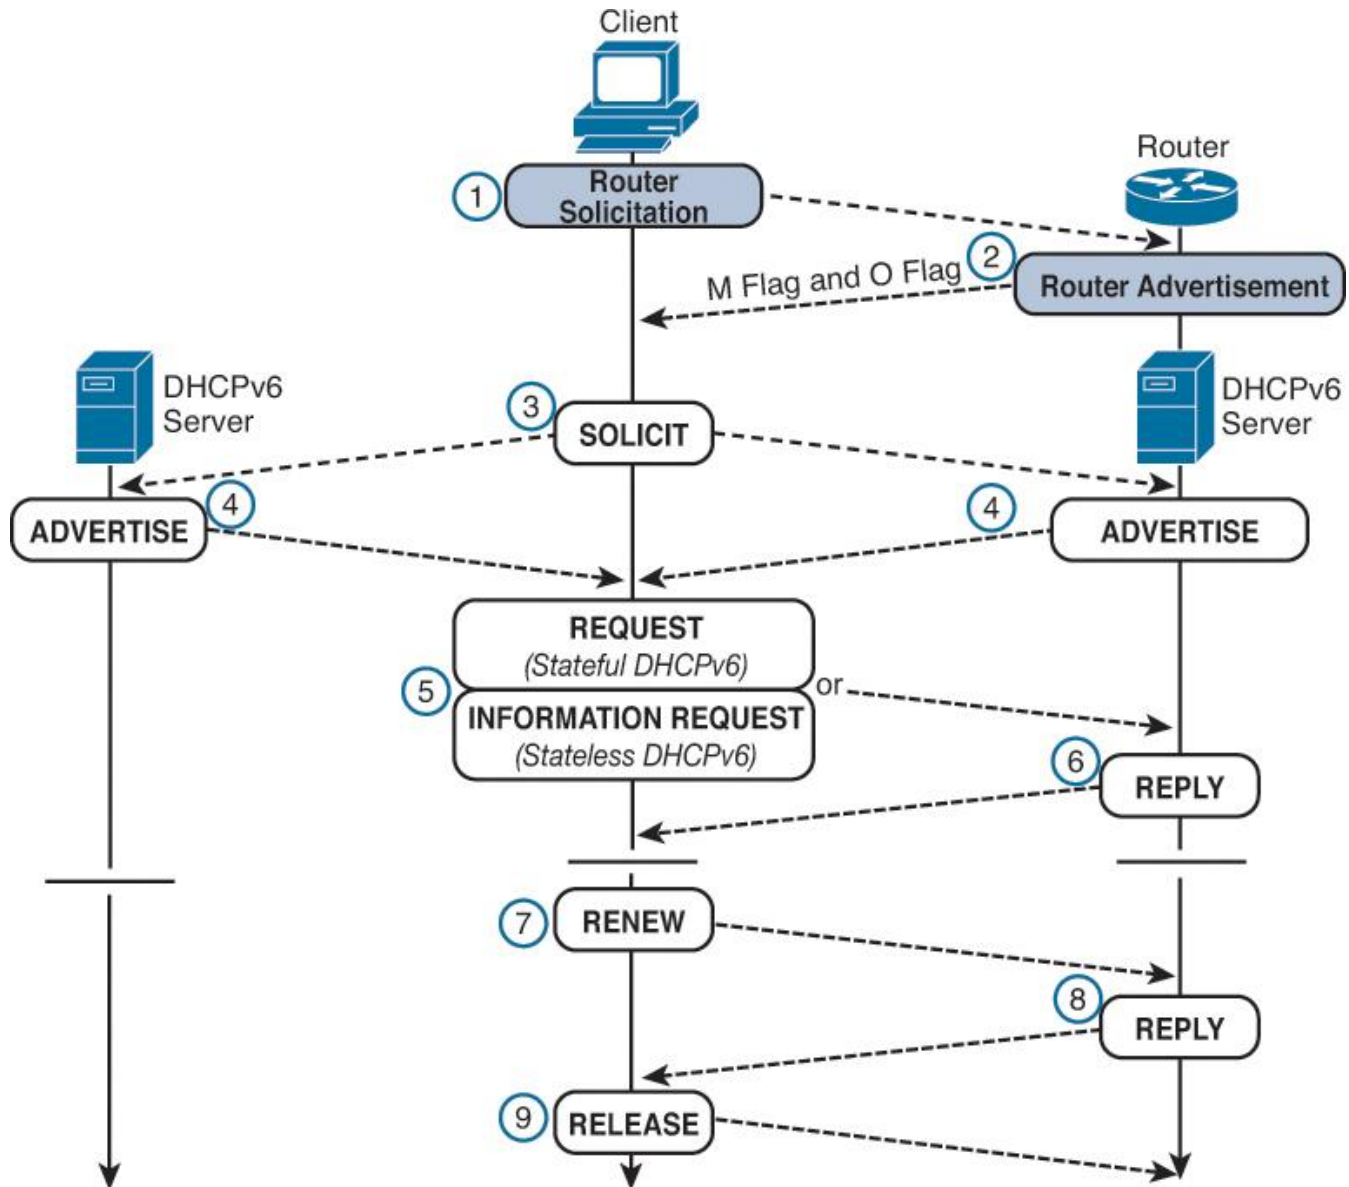 Client
Router
1
Router
Solicitation
2
M Flag and O Flag
Router Advertisement
DHCPv6
Server
DHCPv6
Server
3
SOLICIT
4
ADVERTISE
4
ADVERTISE
REQUEST
(Stateful DHCPv6)
5
or
INFORMATION REQUEST
(Stateless DHCPv6)
6
REPLY
7
RENEW
8
REPLY
9
RELEASE